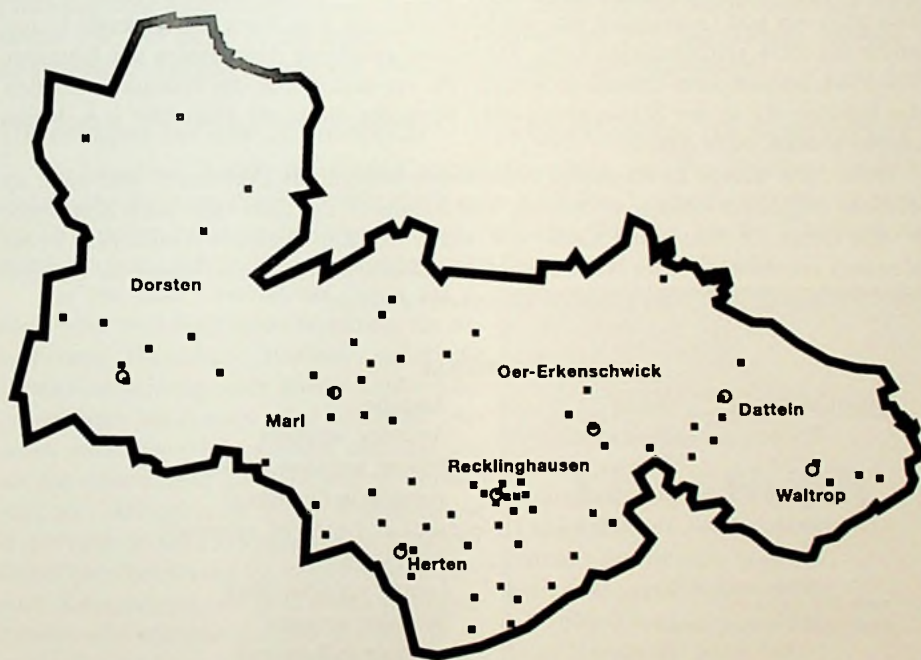 Dorsten
Oer-Erkenschwick
Marl
Datteln
Recklinghausen
Waltrop
Herten